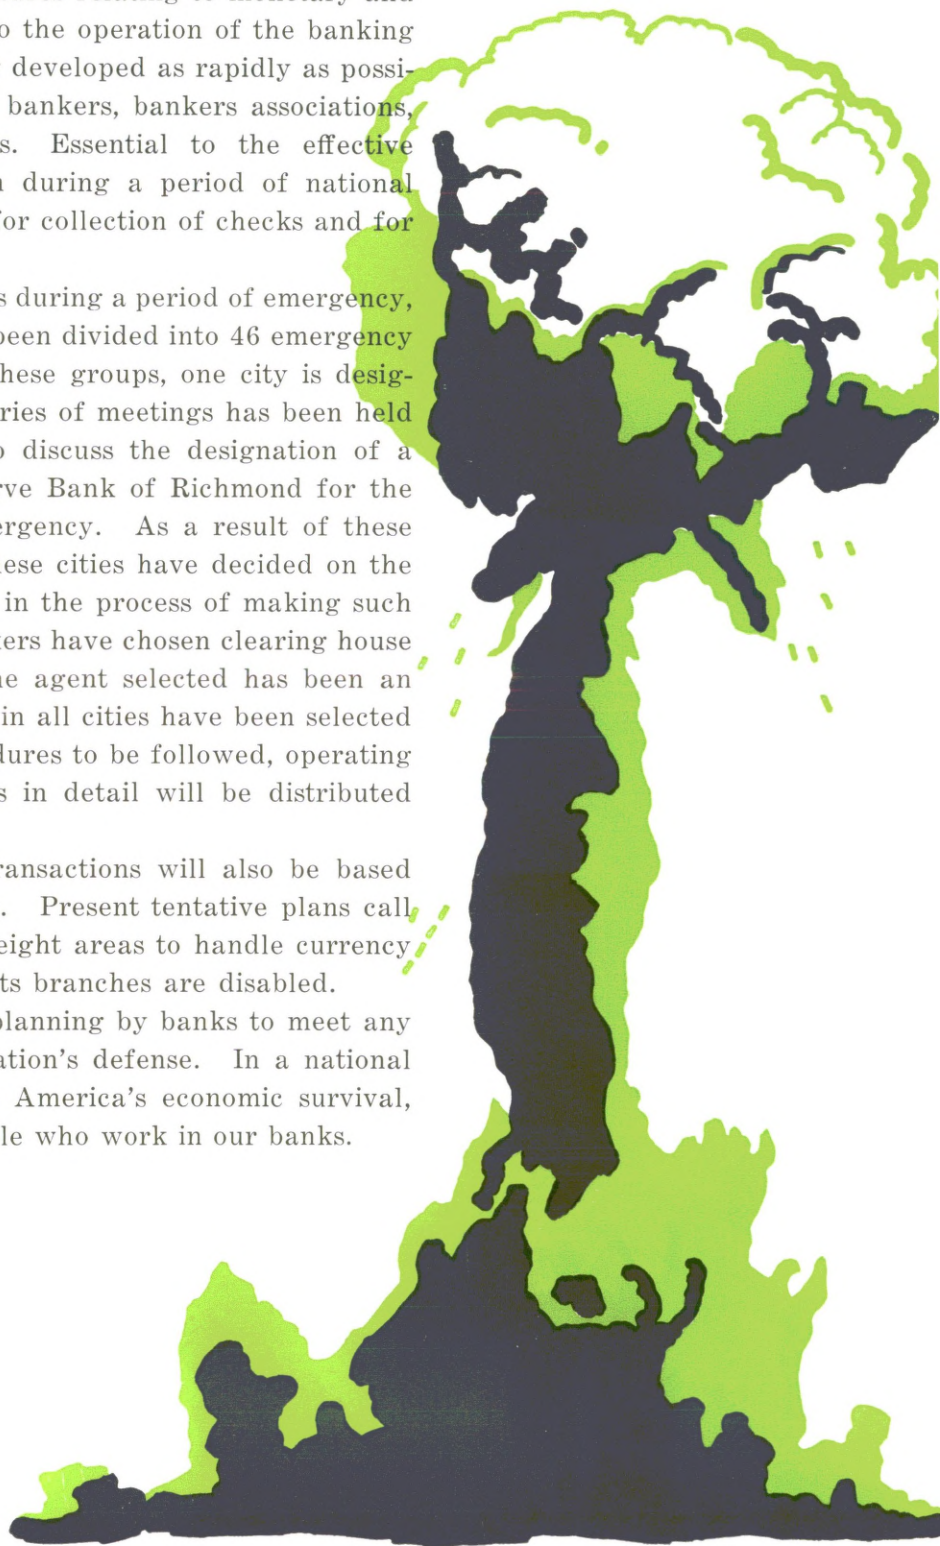 relating to monetary and
o the operation of the banking
developed as rapidly as possi-
bankers, bankers associations,
s. Essential to the effective
during a period of national
for collection of checks and for
s during a period of emergency,
been divided into 46 emergency
hese groups, one city is desig-
ries of meetings has been held
o discuss the designation of a
rve Bank of Richmond for the
ergency. As a result of these
hese cities have decided on the
in the process of making such
kers have chosen clearing house
he agent selected has been an
in all cities have been selected
dures to be followed, operating
s in detail will be distributed
ransactions will also be based
. Present tentative plans call
eight areas to handle currency
ts branches are disabled.
planning by banks to meet any
ation's defense. In a national
America's economic survival,
le who work in our banks.